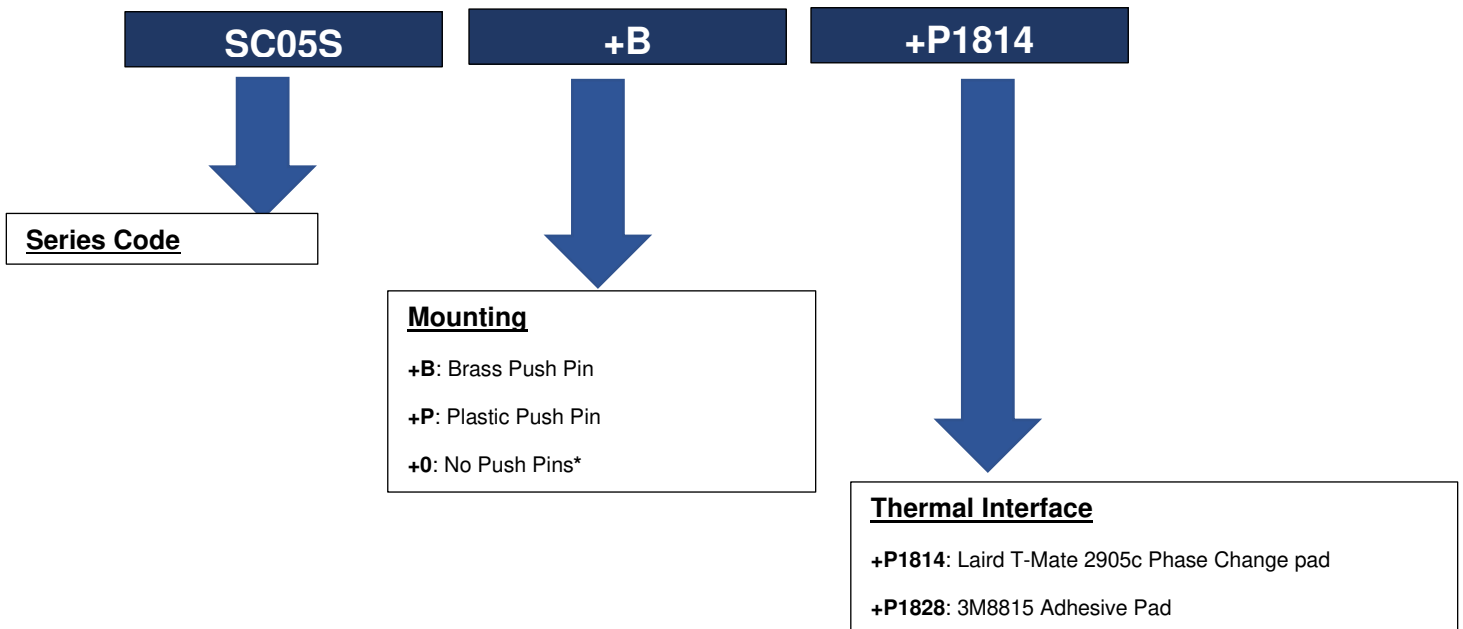 SC05S +B +P1814
Series Code
Mounting
+B: Brass Push Pin
+P: Plastic Push Pin
+0: No Push Pins*
Thermal Interface
+P1814: Laird T-Mate 2905c Phase Change pad
+P1828: 3M8815 Adhesive Pad